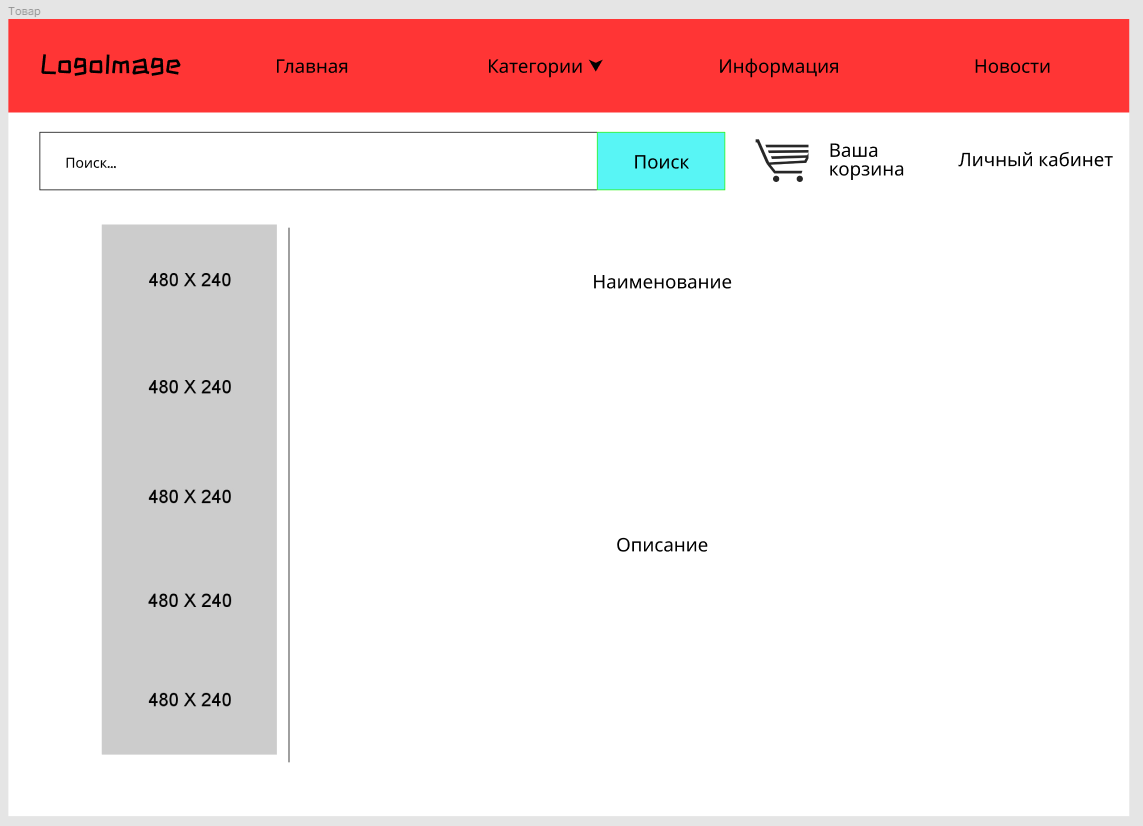 Товар
LogoImage
Главная
Категории
Информация
Новости
Поиск...
Поиск
Ваша
корзина
Личный кабинет
480 X 240
480 X 240
480 X 240
480 X 240
480 X 240
Наименование
Описание